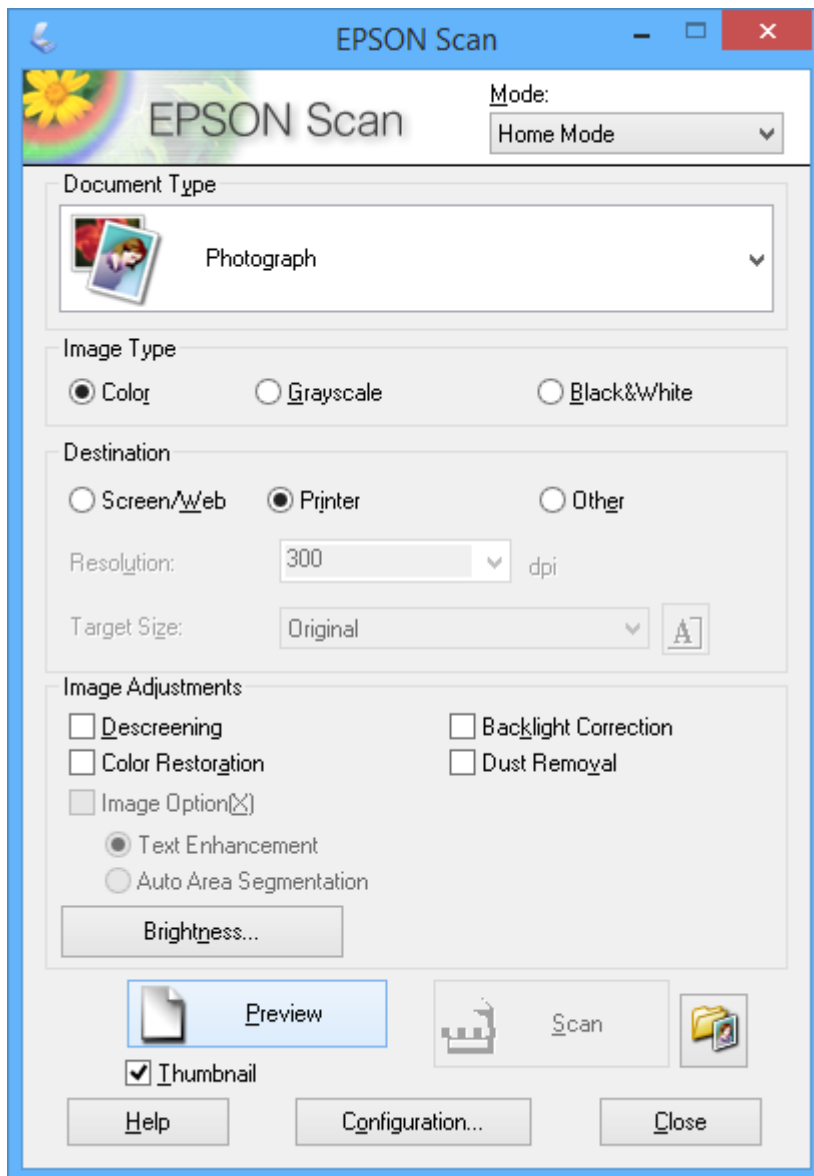 EPSON Scan
EPSON Scan
Mode:
Home Mode
Document Type
Photograph
Image Type
Color Grayscale Black&White
Destination
Screen/Web Printer Other
Resolution: 300 dpi
Target Size: Original A
Image Adjustments
Descreening Backlight Correction
Color Restoration Dust Removal
Image Option(X)
Text Enhancement
Auto Area Segmentation
Brightness...
Preview Scan
Thumbnail
Help Configuration... Close